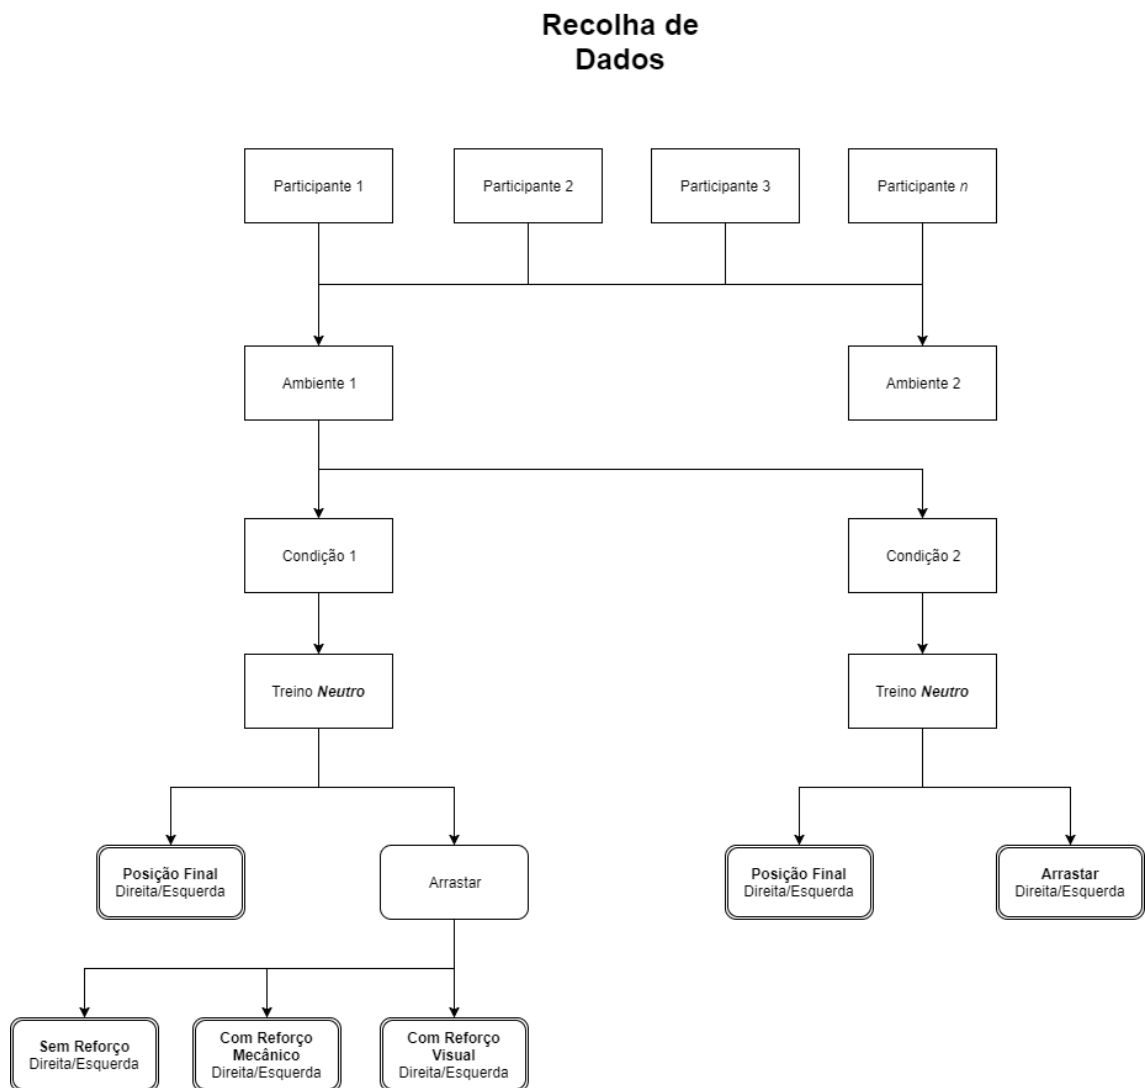 Recolha de
Dados
Participante 1
Participante 2
Participante 3
Participante n
Ambiente 1
Ambiente 2
Condição 1
Condição 2
Treino Neutro
Treino Neutro
Posição Final
Direita/Esquerda
Arrastar
Posição Final
Direita/Esquerda
Arrastar
Direita/Esquerda
Sem Reforço
Direita/Esquerda
Com Reforço
Mecânico
Direita/Esquerda
Com Reforço
Visual
Direita/Esquerda